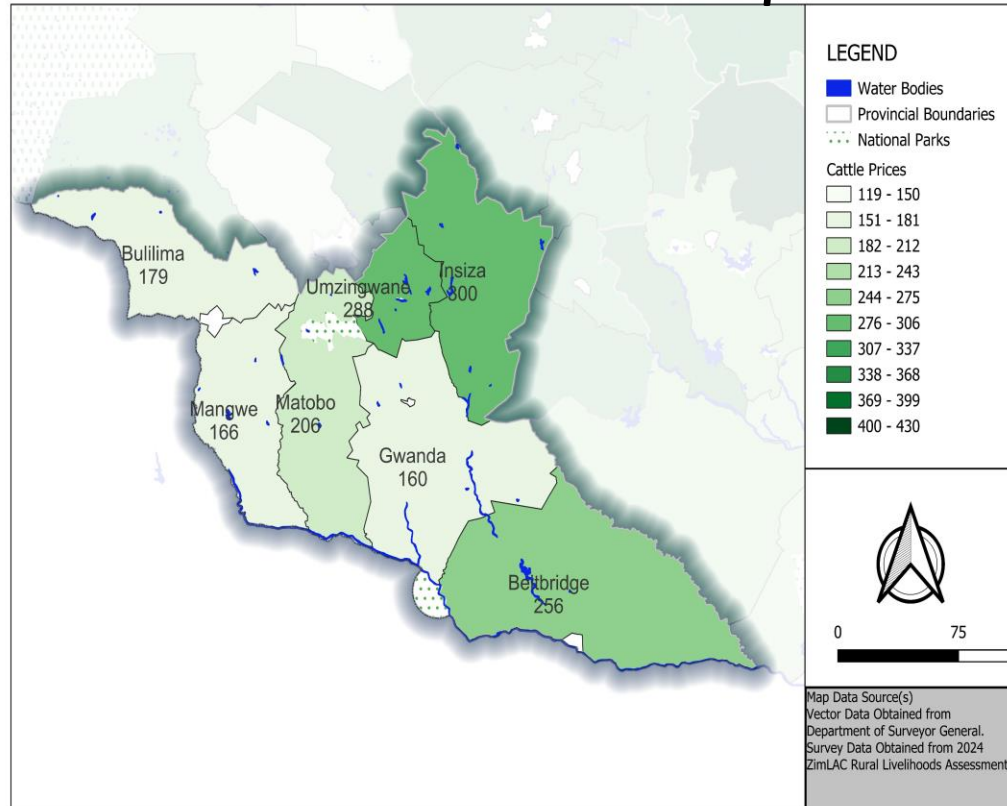 LEGEND
Water Bodies
Provincial Boundaries
National Parks
Cattle Prices
119 - 150
151 - 181
182 - 212
213 - 243
244 - 275
276 - 306
307 - 337
338 - 368
369 - 399
400 - 430
Bulilima
179
Umzingwane
288
Insiza
300
Mangwe
166
Matobo
206
Gwanda
160
Beitbridge
256
0 75
Map Data Source(s)
Vector Data Obtained from
Department of Surveyor General.
Survey Data Obtained from 2024
ZimLAC Rural Livelihoods Assessment